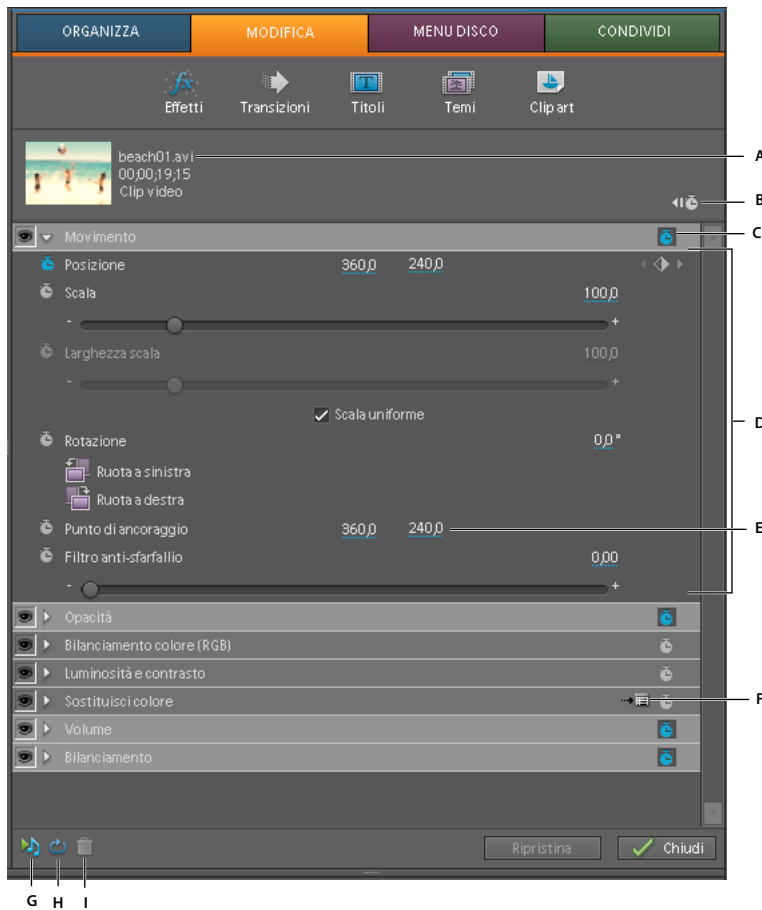 ORGANIZZA MODIFICA MENU DISCO CONDIVIDI
Effetti Transizioni Titoli Temi Clip art
beach01.avi A
00;00;19;15
Clip video
B
Movimento C
Posizione 360,0 240,0
Scala 100,0
- +
Larghezza scala 100,0
- +
Scala uniforme
D
Rotazione 0,0 °
Ruota a sinistra
Ruota a destra
Punto di ancoraggio 360,0 240,0 E
Filtro anti-sfarfallio 0,00
- +
Opacità
Bilanciamento colore (RGB)
Luminosità e contrasto
Sostituisci colore F
Volume
Bilanciamento
Ripristina Chiudi
G H I